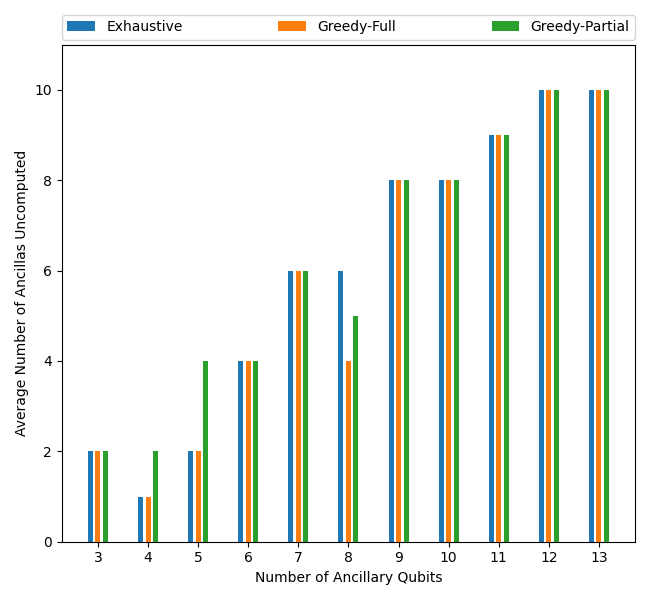 Exhaustive Greedy-Full Greedy-Partial
10
8
6
4
2
0
Average Number of Ancillas Uncomputed
3 4 5 6 7 8 9 10 11 12 13
Number of Ancillary Qubits